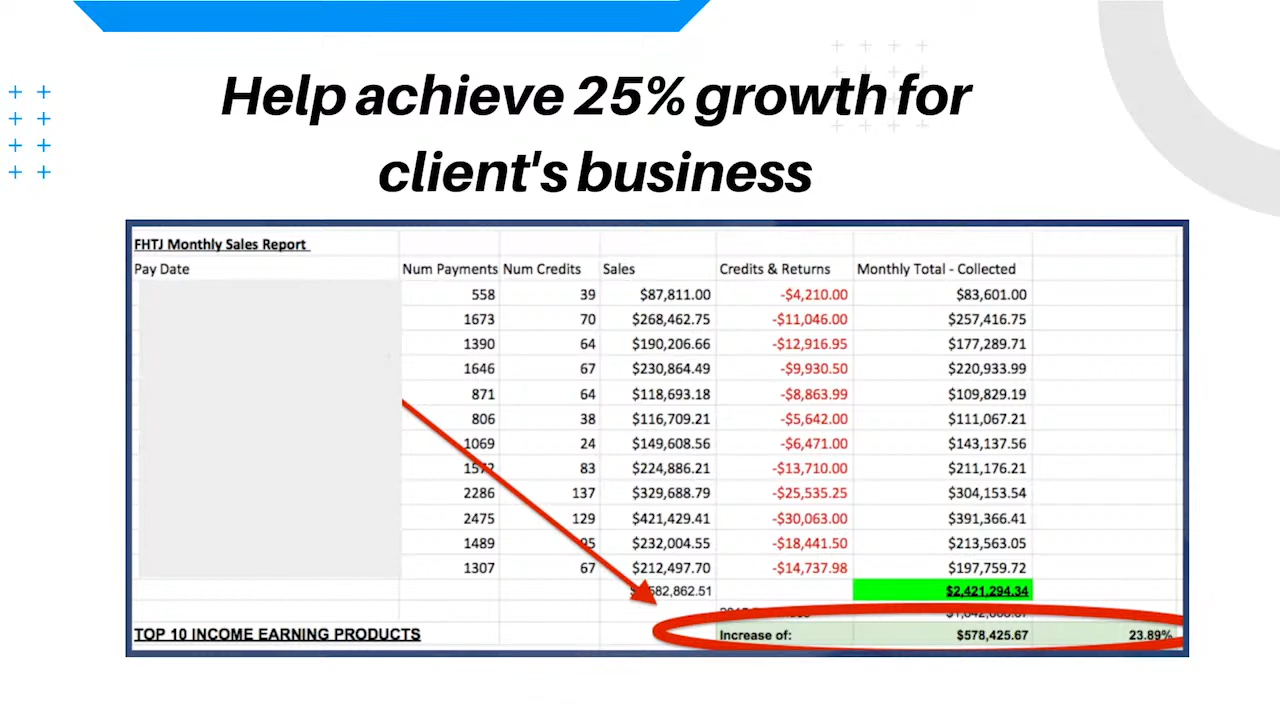 Help achieve 25% growth for
client's business
FHTJ Monthly Sales Report
Pay Date Num Payments Num Credits Sales Credits & Returns Monthly Total - Collected
558 39 $87,811.00 -$4,210.00 $83,601.00
1673 70 $268,462.75 -$11,046.00 $257,416.75
1390 64 $190,206.66 -$12,916.95 $177,289.71
1646 67 $230,864.49 -$9,930.50 $220,933.99
871 64 $118,693.18 -$8,863.99 $109,829.19
806 38 $116,709.21 -$5,642.00 $111,067.21
1069 24 $149,608.56 -$6,471.00 $143,137.56
1572 83 $224,886.21 -$13,710.00 $211,176.21
2286 137 $329,688.79 -$25,535.25 $304,153.54
2475 129 $421,429.41 -$30,063.00 $391,366.41
1489 95 $232,004.55 -$18,441.50 $213,563.05
1307 67 $212,497.70 -$14,737.98 $197,759.72
$2,421,294.34
TOP 10 INCOME EARNING PRODUCTS Increase of: $578,425.67 23.89%